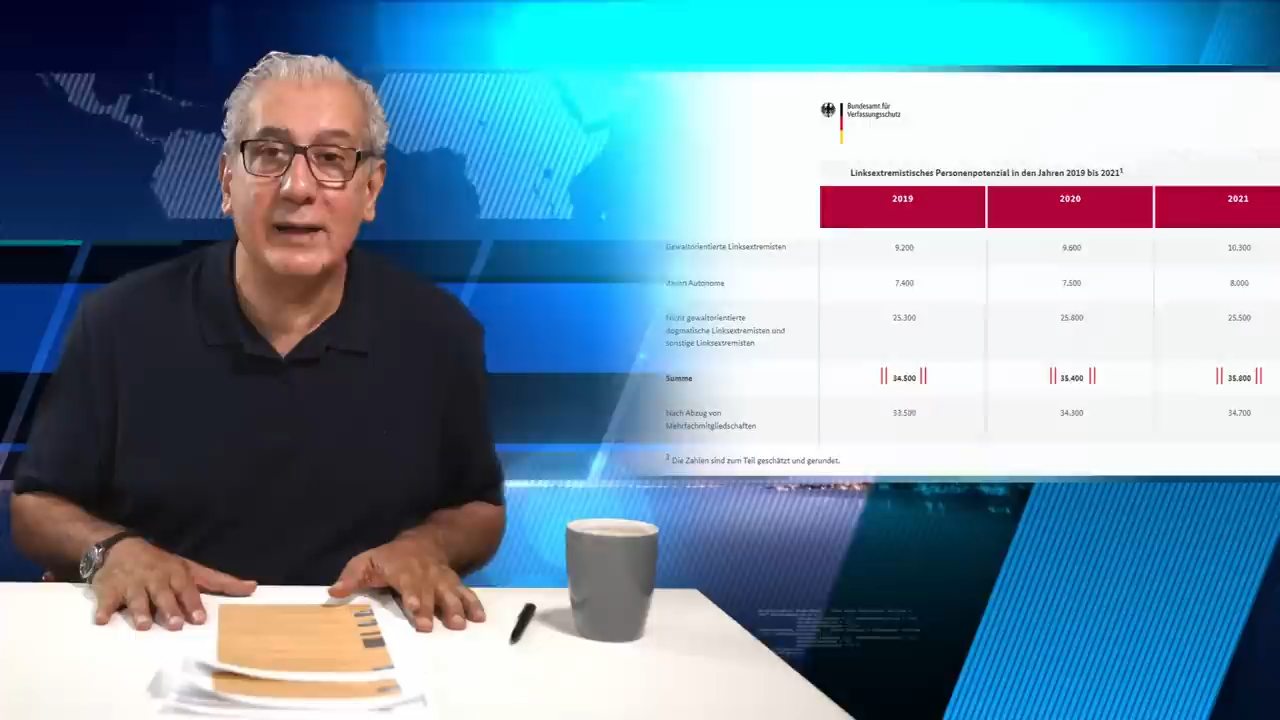 Bundesamt für
Verfassungsschutz
Linksextremistisches Personenpotenzial in den Jahren 2019 bis 2021¹
2019 2020 2021
Gewaltorientierte Linksextremisten 9.200 9.600 10.300
davon Autonome 7.400 7.500 8.000
Nicht gewaltorientierte 25.300 25.800 25.500
dogmatische Linksextremisten und
sonstige Linksextremisten
Summe 34.500 35.400 35.800
Nach Abzug von 33.500 34.300 34.700
Mehrfachmitgliedschaften
¹ Die Zahlen sind zum Teil geschätzt und gerundet.